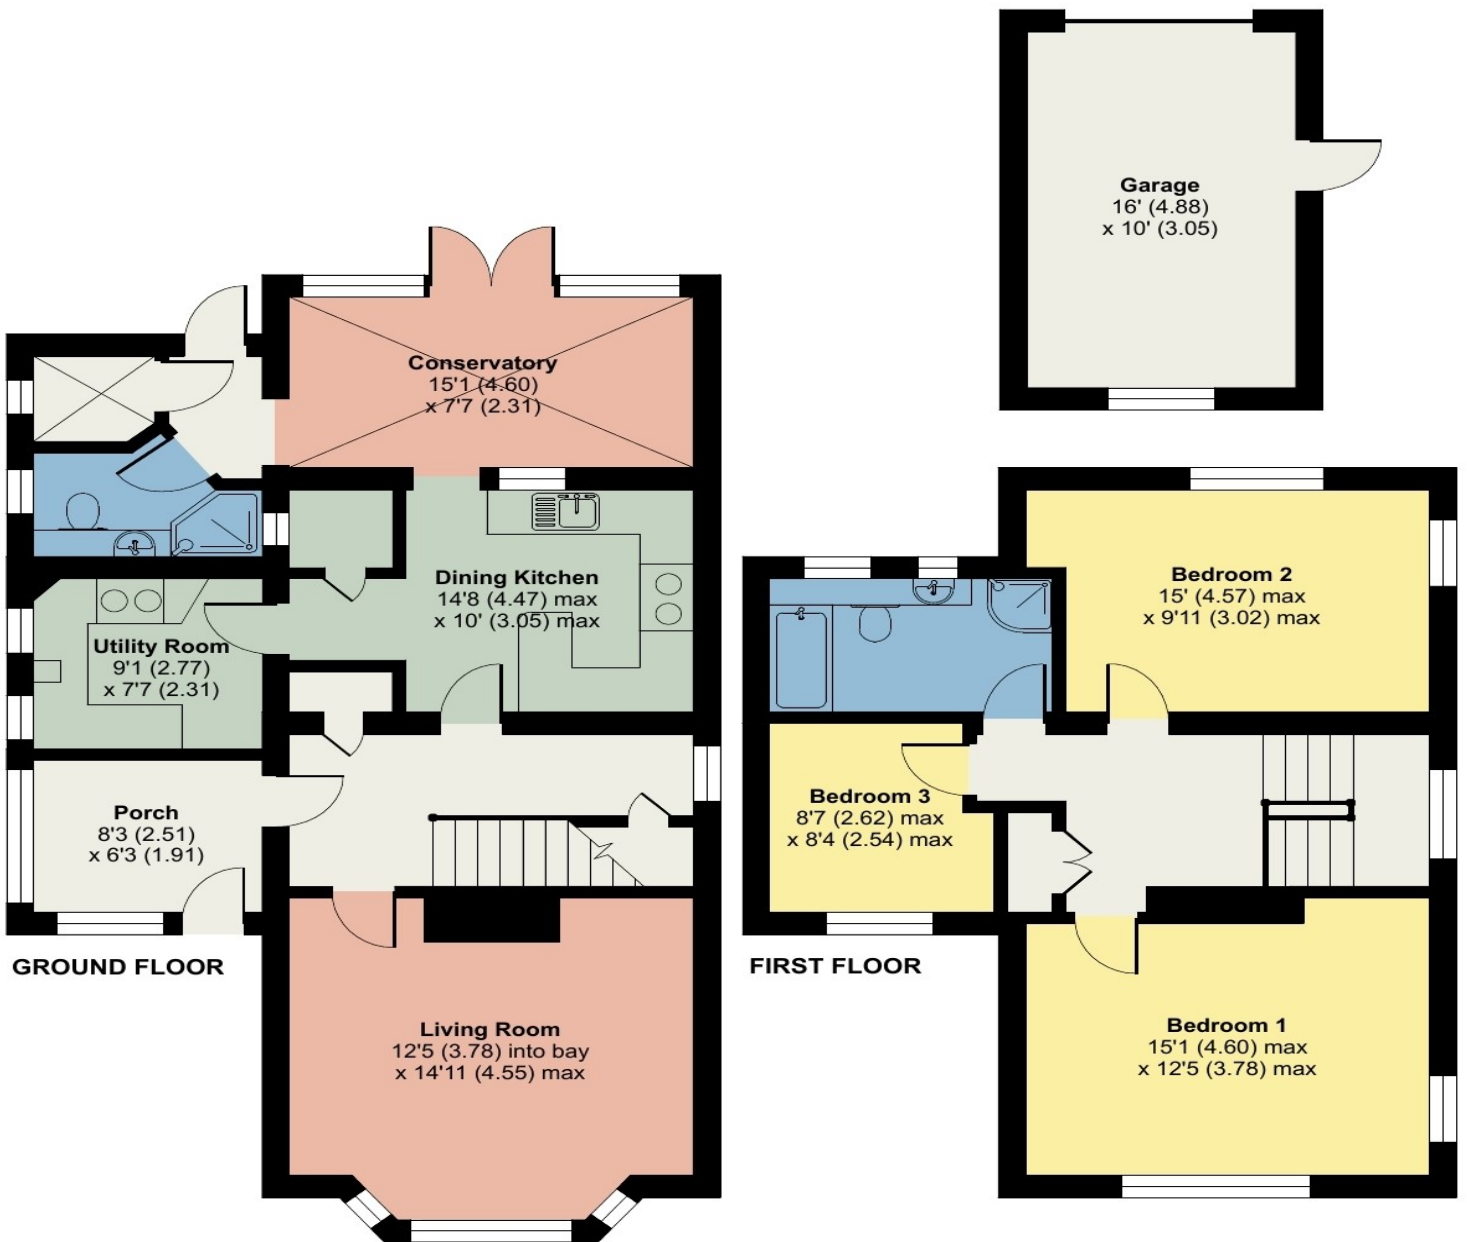 Garage
16' (4.88)
x 10' (3.05)
Conservatory
15'1 (4.60)
x 7'7 (2.31)
Dining Kitchen
14'8 (4.47) max
x 10' (3.05) max
Utility Room
9'1 (2.77)
x 7'7 (2.31)
Porch
8'3 (2.51)
x 6'3 (1.91)
GROUND FLOOR
Living Room
12'5 (3.78) into bay
x 14'11 (4.55) max
Bedroom 2
15' (4.57) max
x 9'11 (3.02) max
Bedroom 3
8'7 (2.62) max
x 8'4 (2.54) max
FIRST FLOOR
Bedroom 1
15'1 (4.60) max
x 12'5 (3.78) max